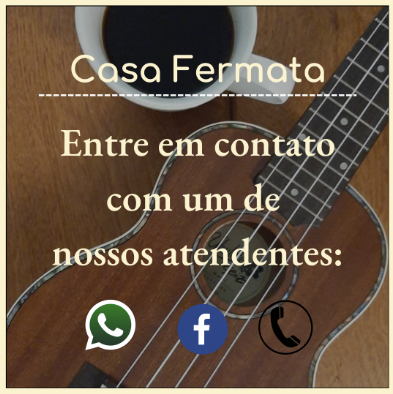 Casa Fermata
Entre em contato
com um de
nossos atendentes: